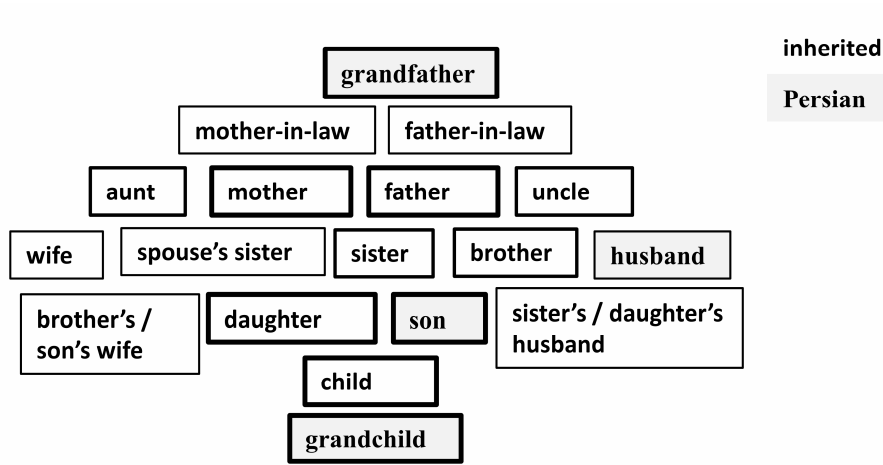 inherited
grandfather
Persian
mother-in-law father-in-law
aunt mother father uncle
wife spouse’s sister sister brother husband
brother’s /
son’s wife
daughter son
sister’s / daughter’s
husband
child
grandchild